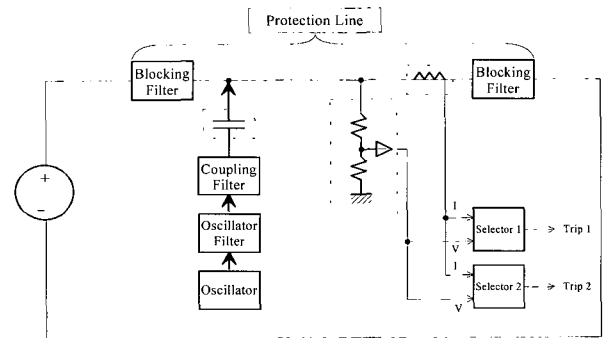 Protection Line
Blocking
Filter
Blocking
Filter
+
−
Coupling
Filter
Oscillator
Filter
Oscillator
I
Selector 1
Trip 1
V
I
Selector 2
Trip 2
V